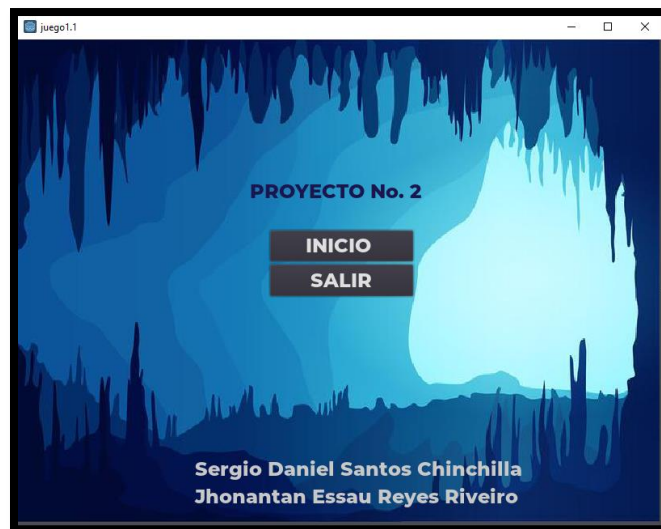 juego1.1
PROYECTO No. 2
INICIO
SALIR
Sergio Daniel Santos Chinchilla
Jhonantan Essau Reyes Riveiro